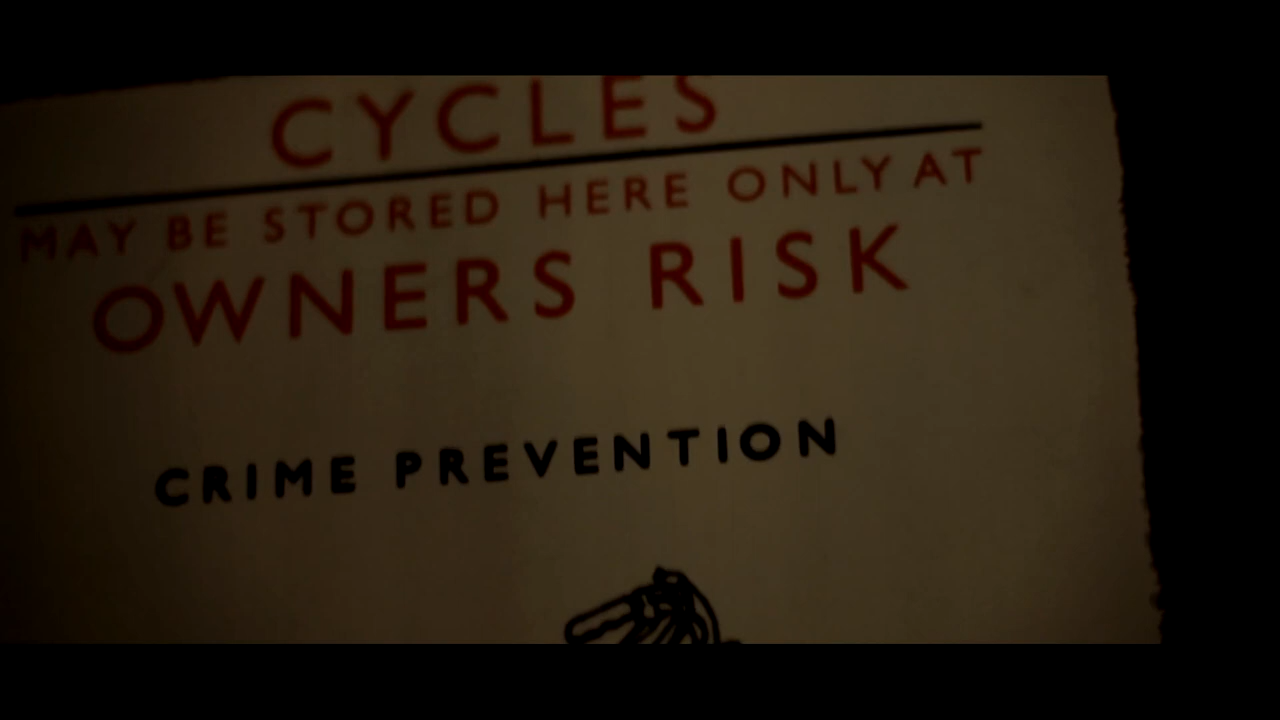 CYCLES
MAY BE STORED HERE ONLY AT
OWNERS RISK
CRIME PREVENTION